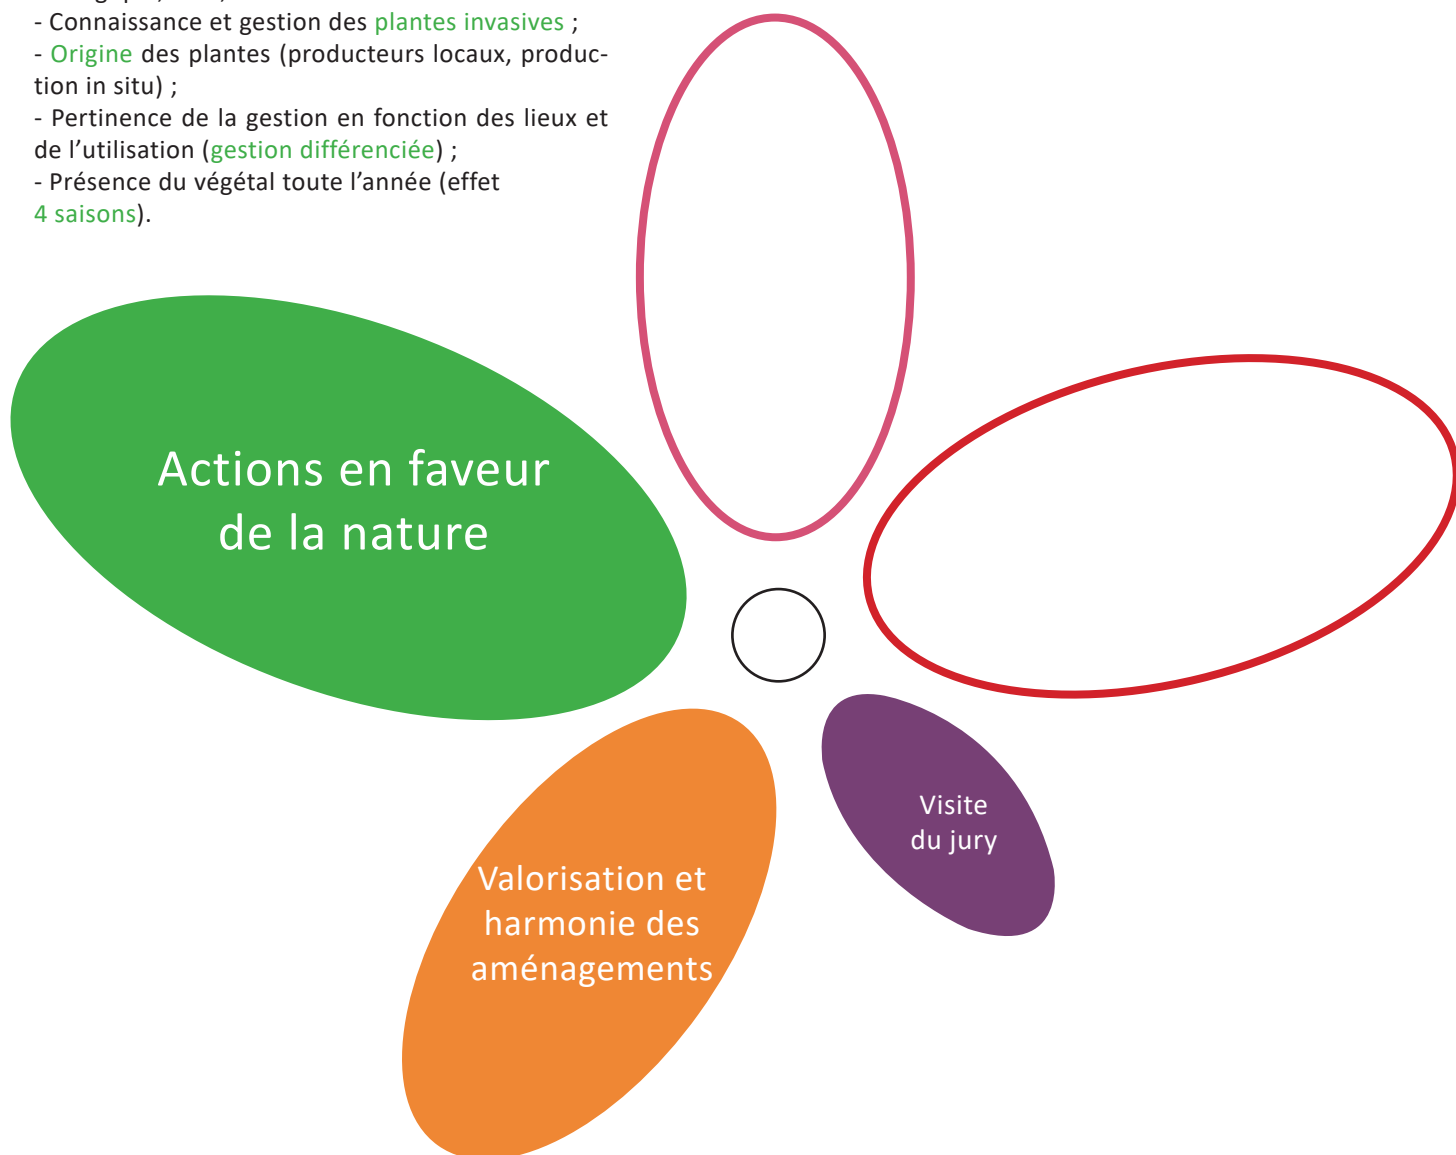 - Connaissance et gestion des plantes invasives ;
- Origine des plantes (producteurs locaux, produc-
tion in situ) ;
- Pertinence de la gestion en fonction des lieux et
de l’utilisation (gestion différenciée) ;
- Présence du végétal toute l’année (effet
4 saisons).
Actions en faveur
de la nature
Visite
du jury
Valorisation et
harmonie des
aménagements